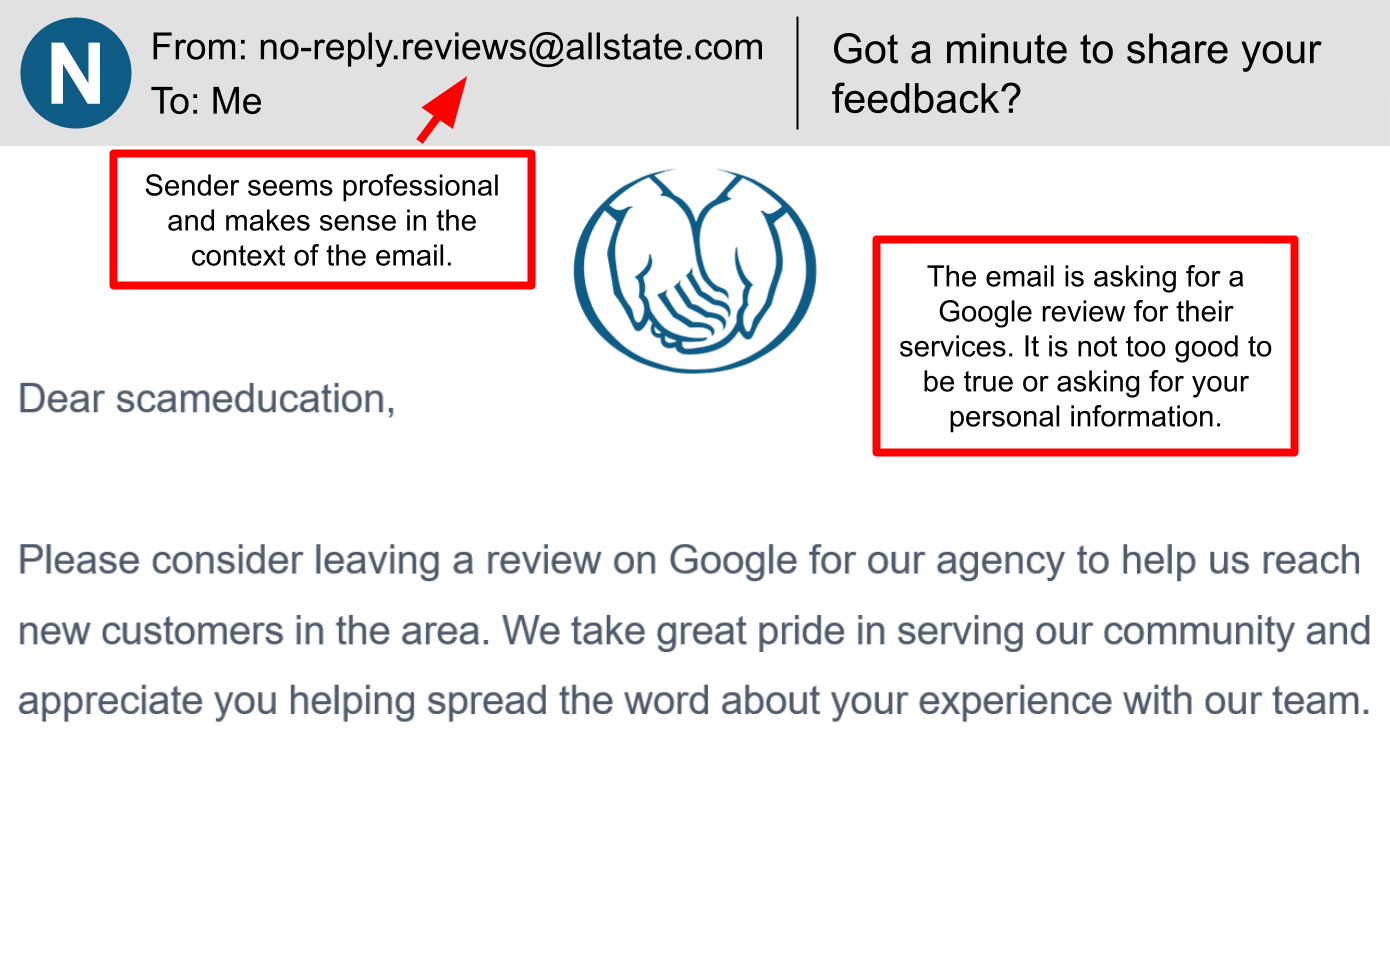 N
From: no-reply.reviews@allstate.com
To: Me
Got a minute to share your
feedback?
Sender seems professional
and makes sense in the
context of the email.
The email is asking for a
Google review for their
services. It is not too good to
be true or asking for your
personal information.
Dear scameducation,
Please consider leaving a review on Google for our agency to help us reach
new customers in the area. We take great pride in serving our community and
appreciate you helping spread the word about your experience with our team.